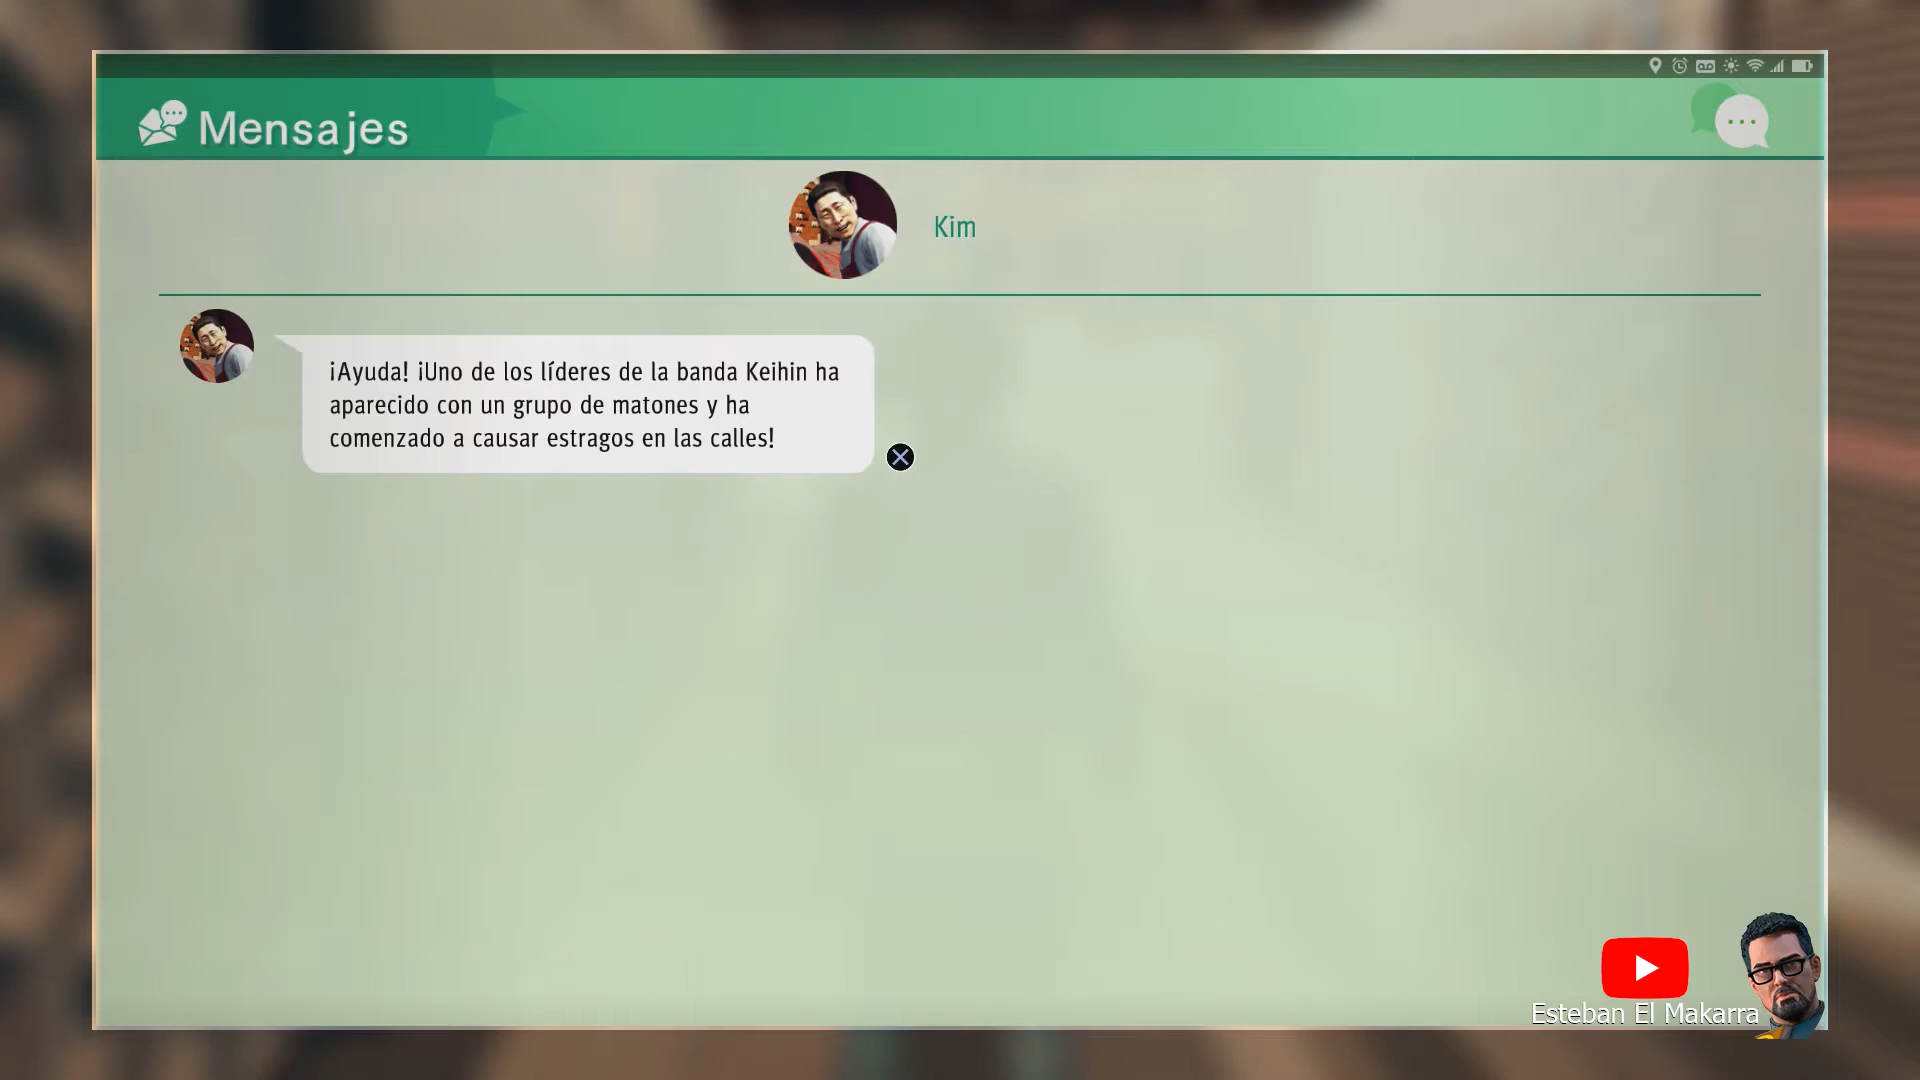 Mensajes
Kim
¡Ayuda! ¡Uno de los líderes de la banda Keihin ha
aparecido con un grupo de matones y ha
comenzado a causar estragos en las calles!
Esteban El Makarra